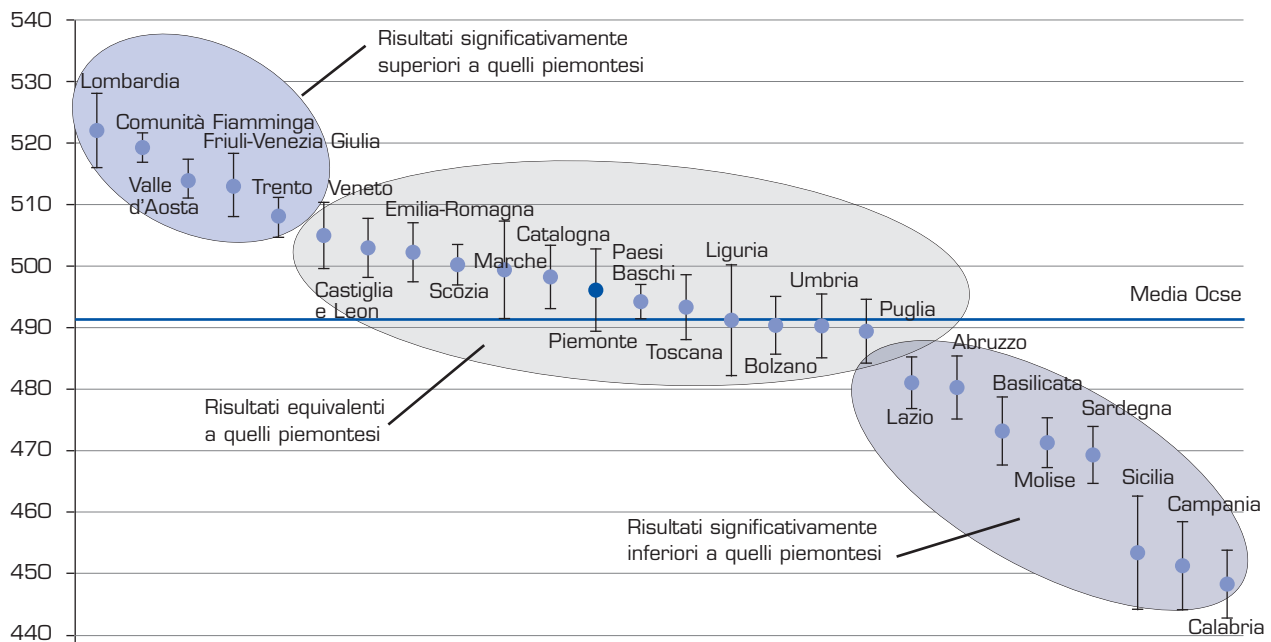 540
530
520
510
500
490
480
470
460
450
440
Risultati significativamente
superiori a quelli piemontesi
Lombardia
Comunità Fiamminga
Friuli-Venezia Giulia
Valle
d'Aosta
Trento
Veneto
Emilia-Romagna
Castiglia
e Leon
Scozia
Marche
Catalogna
Paesi
Baschi
Piemonte
Toscana
Liguria
Bolzano
Umbria
Puglia
Media Ocse
Risultati equivalenti
a quelli piemontesi
Abruzzo
Lazio
Basilicata
Molise
Sardegna
Sicilia
Campania
Calabria
Risultati significativamente
inferiori a quelli piemontesi